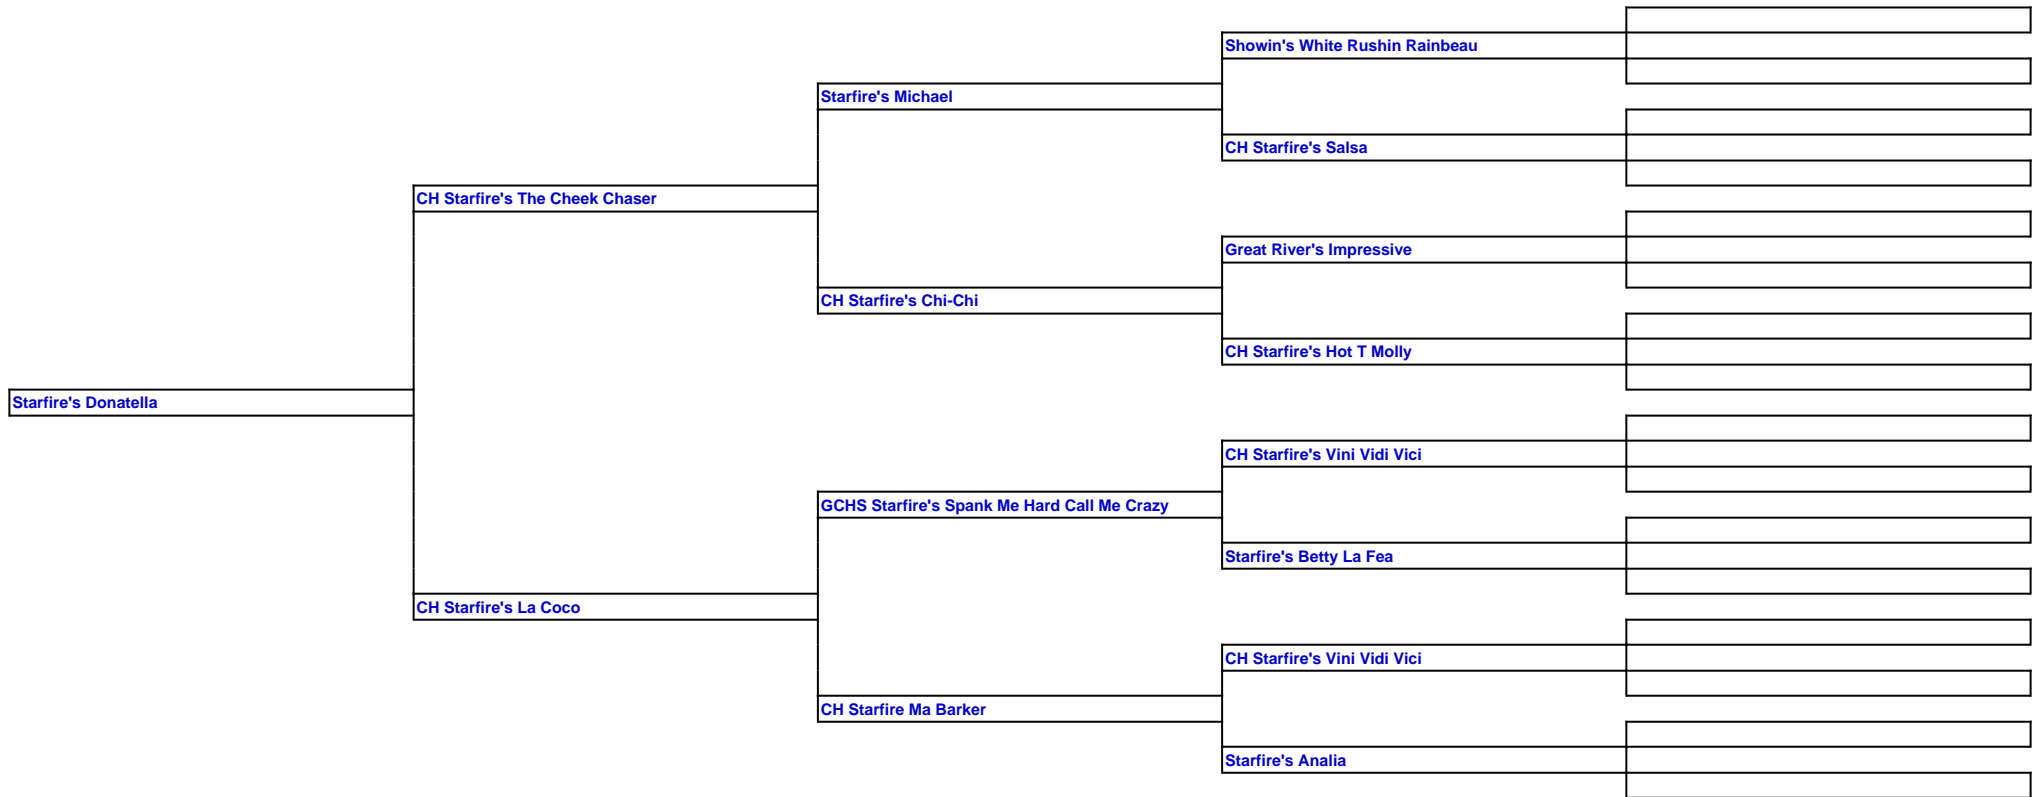 Showin's White Rushin Rainbeau
Starfire's Michael
CH Starfire's Salsa
CH Starfire's The Cheek Chaser
Great River's Impressive
CH Starfire's Chi-Chi
CH Starfire's Hot T Molly
Starfire's Donatella
CH Starfire's Vini Vidi Vici
GCHS Starfire's Spank Me Hard Call Me Crazy
Starfire's Betty La Fea
CH Starfire's La Coco
CH Starfire's Vini Vidi Vici
CH Starfire Ma Barker
Starfire's Analia